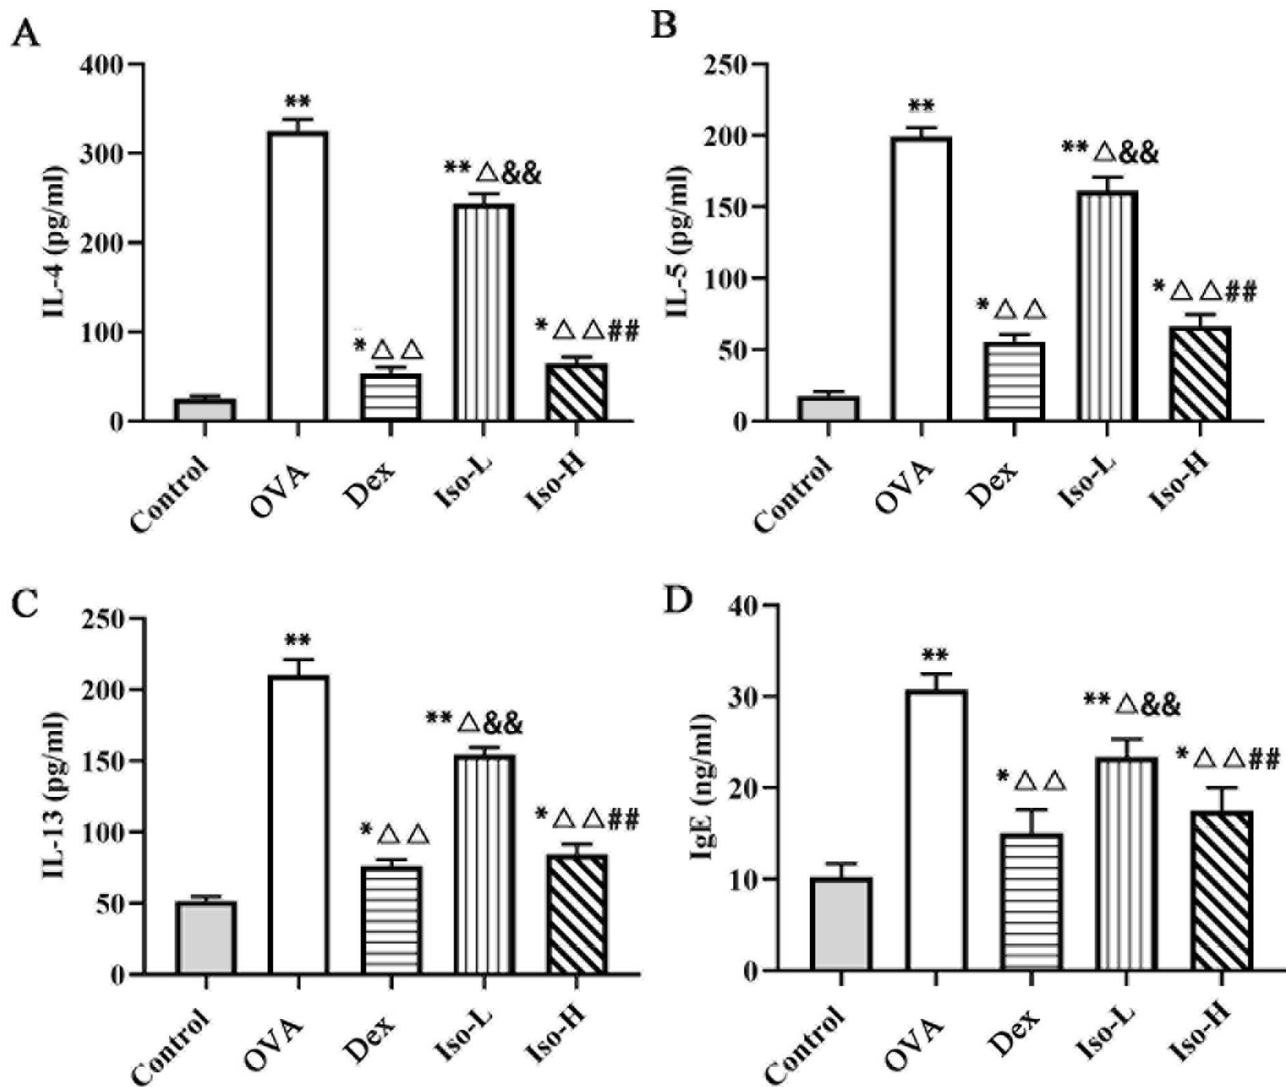 A
IL-4 (pg/ml)
400
300
200
100
0
**
*△△
**△&&
*△△##
Control
OVA
Dex
Iso-L
Iso-H
B
IL-5 (pg/ml)
250
200
150
100
50
0
**
*△△
**△&&
*△△##
Control
OVA
Dex
Iso-L
Iso-H
C
IL-13 (pg/ml)
250
200
150
100
50
0
**
*△△
**△&&
*△△##
Control
OVA
Dex
Iso-L
Iso-H
D
IgE (ng/ml)
40
30
20
10
0
**
*△△
**△&&
*△△##
Control
OVA
Dex
Iso-L
Iso-H